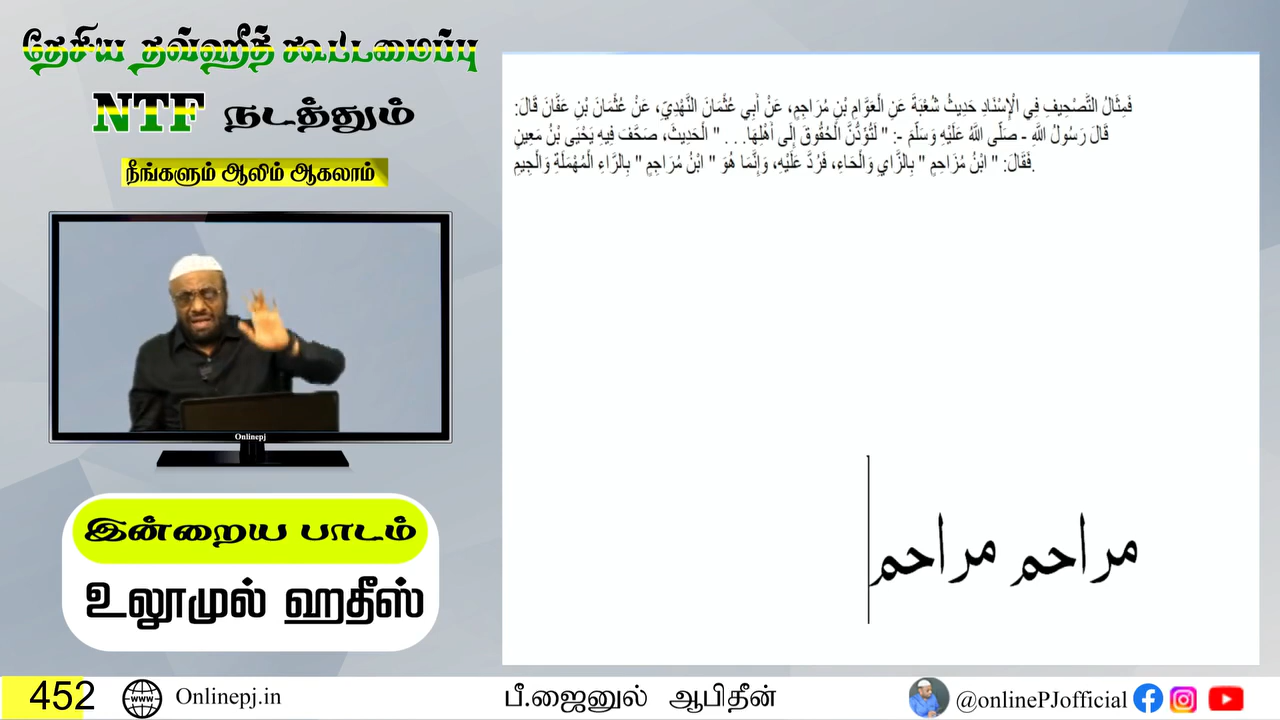 தேசிய தவ்ஹீத் கூட்டமைப்பு
NTF நடத்தும்
நீங்களும் ஆலிம் ஆகலாம்
Onlinepj
இன்றைய பாடம்
உலூமுல் ஹதீஸ்
فَمِثَالُ التَّصْحِيفِ فِي الْإِسْنَادِ حَدِيثُ شُعْبَةَ عَنِ الْعَوَّامِ بْنِ مُرَاجِمٍ، عَنْ أَبِي عُثْمَانَ النَّهْدِيِّ، عَنْ عُثْمَانَ بْنِ عَفَّانَ قَالَ:
قَالَ رَسُولُ اللَّهِ - صَلَّى اللَّهُ عَلَيْهِ وَسَلَّمَ -: " لَتُؤَدُّنَّ الْحُقُوقَ إِلَى أَهْلِهَا. . . " الْحَدِيثَ، صَحَّفَ فِيهِ يَحْيَى بْنُ مَعِينٍ
فَقَالَ: " ابْنُ مُزَاحِمٍ " بِالزَّايِ وَالْحَاءِ، فَرُدَّ عَلَيْهِ، وَإِنَّمَا هُوَ " ابْنُ مُرَاجِمٍ " بِالرَّاءِ الْمُهْمَلَةِ وَالْجِيمِ.
مراحم مراحم
452 www Onlinepj.in பீ.ஜைனுல் ஆபிதீன் @onlinePJofficial